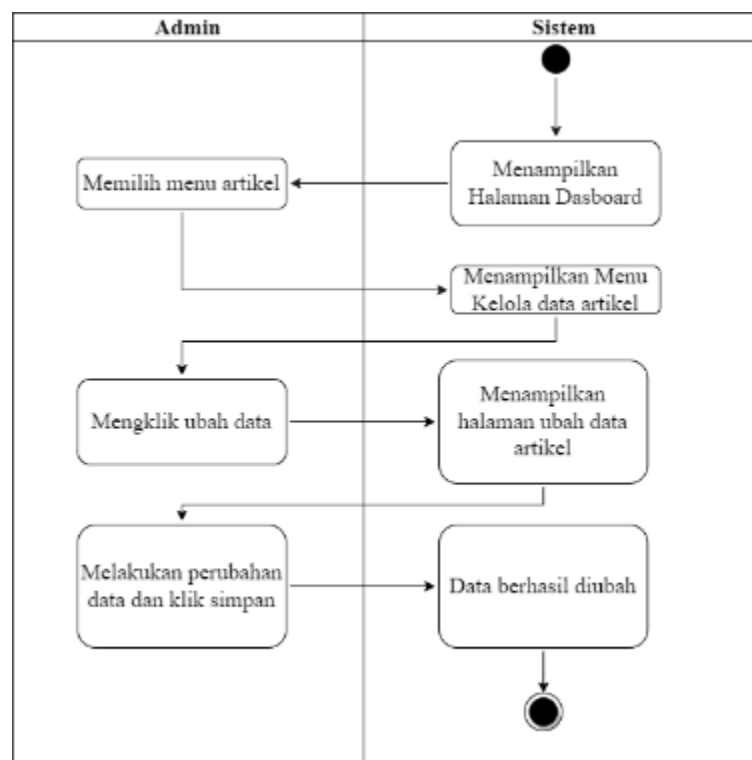 Admin
Sistem
Menampilkan
Halaman Dasboard
Memilih menu artikel
Menampilkan Menu
Kelola data artikel
Mengklik ubah data
Menampilkan
halaman ubah data
artikel
Melakukan perubahan
data dan klik simpan
Data berhasil diubah